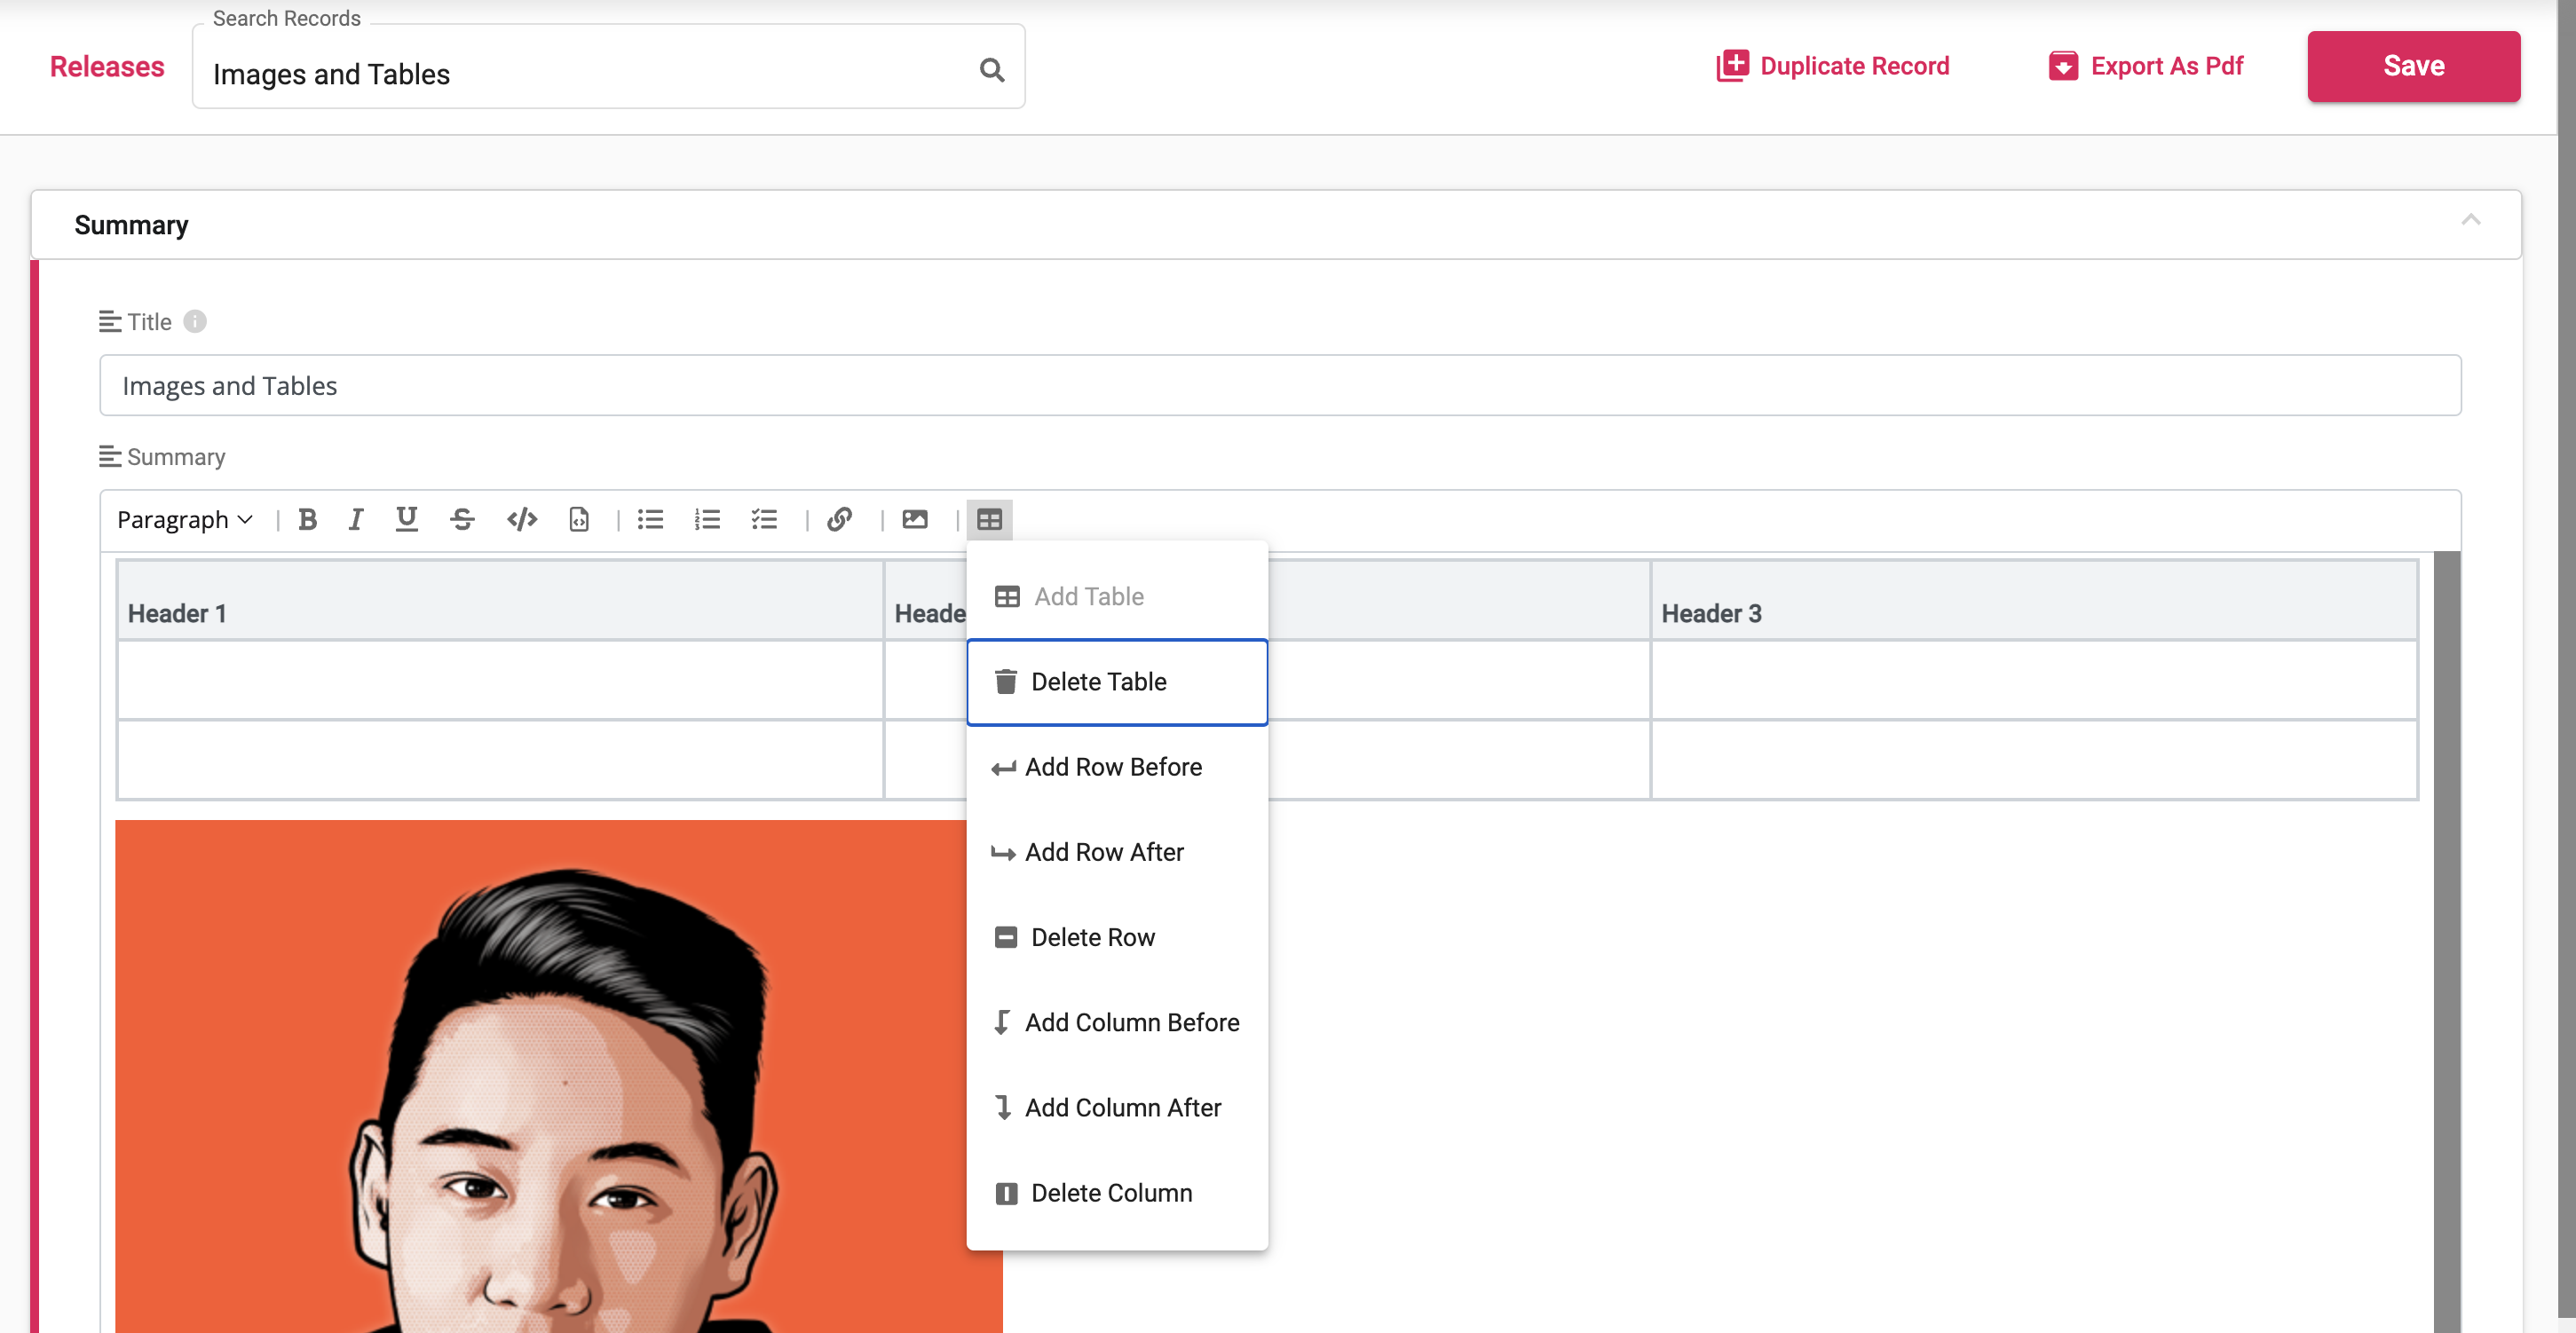 Search Records
Releases
Images and Tables
Duplicate Record
Export As Pdf
Save
Summary
Title
Images and Tables
Summary
Paragraph
Header 1
Heade
Header 3
Add Table
Delete Table
Add Row Before
Add Row After
Delete Row
Add Column Before
Add Column After
Delete Column